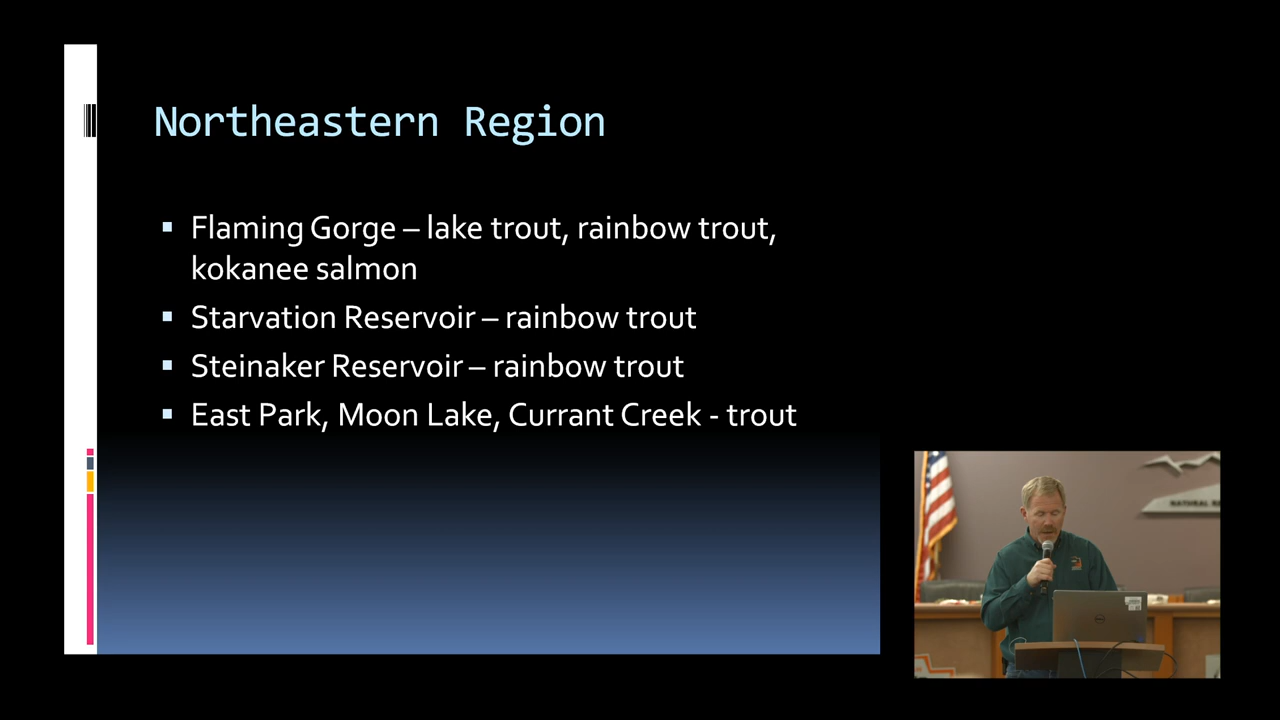 Northeastern Region
▪ Flaming Gorge – lake trout, rainbow trout,
kokanee salmon
▪ Starvation Reservoir – rainbow trout
▪ Steinaker Reservoir – rainbow trout
▪ East Park, Moon Lake, Currant Creek - trout
NATURAL